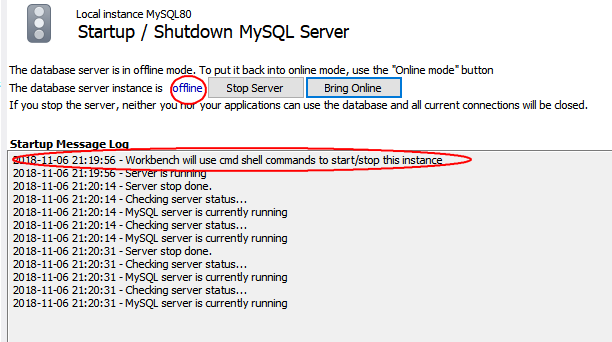 Local instance MySQL80
Startup / Shutdown MySQL Server
The database server is in offline mode. To put it back into online mode, use the "Online mode" button
The database server instance is offline Stop Server Bring Online
If you stop the server, neither you nor your applications can use the database and all current connections will be closed.
Startup Message Log
2018-11-06 21:19:56 - Workbench will use cmd shell commands to start/stop this instance
2018-11-06 21:19:56 - Server is running
2018-11-06 21:20:14 - Server stop done.
2018-11-06 21:20:14 - Checking server status...
2018-11-06 21:20:14 - MySQL server is currently running
2018-11-06 21:20:14 - Checking server status...
2018-11-06 21:20:14 - MySQL server is currently running
2018-11-06 21:20:31 - Server stop done.
2018-11-06 21:20:31 - Checking server status...
2018-11-06 21:20:31 - MySQL server is currently running
2018-11-06 21:20:31 - Checking server status...
2018-11-06 21:20:31 - MySQL server is currently running